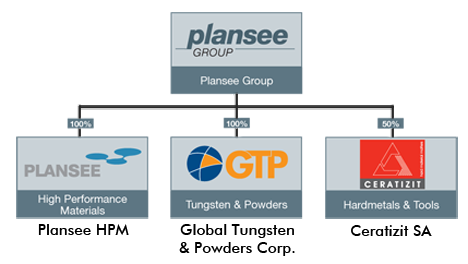 plansee
GROUP
Plansee Group
100%
100%
50%
PLANSEE
GTP
CERATIZIT
High Performance
Materials
Tungsten & Powders
Hardmetals & Tools
Plansee HPM
Global Tungsten
& Powders Corp.
Ceratizit SA